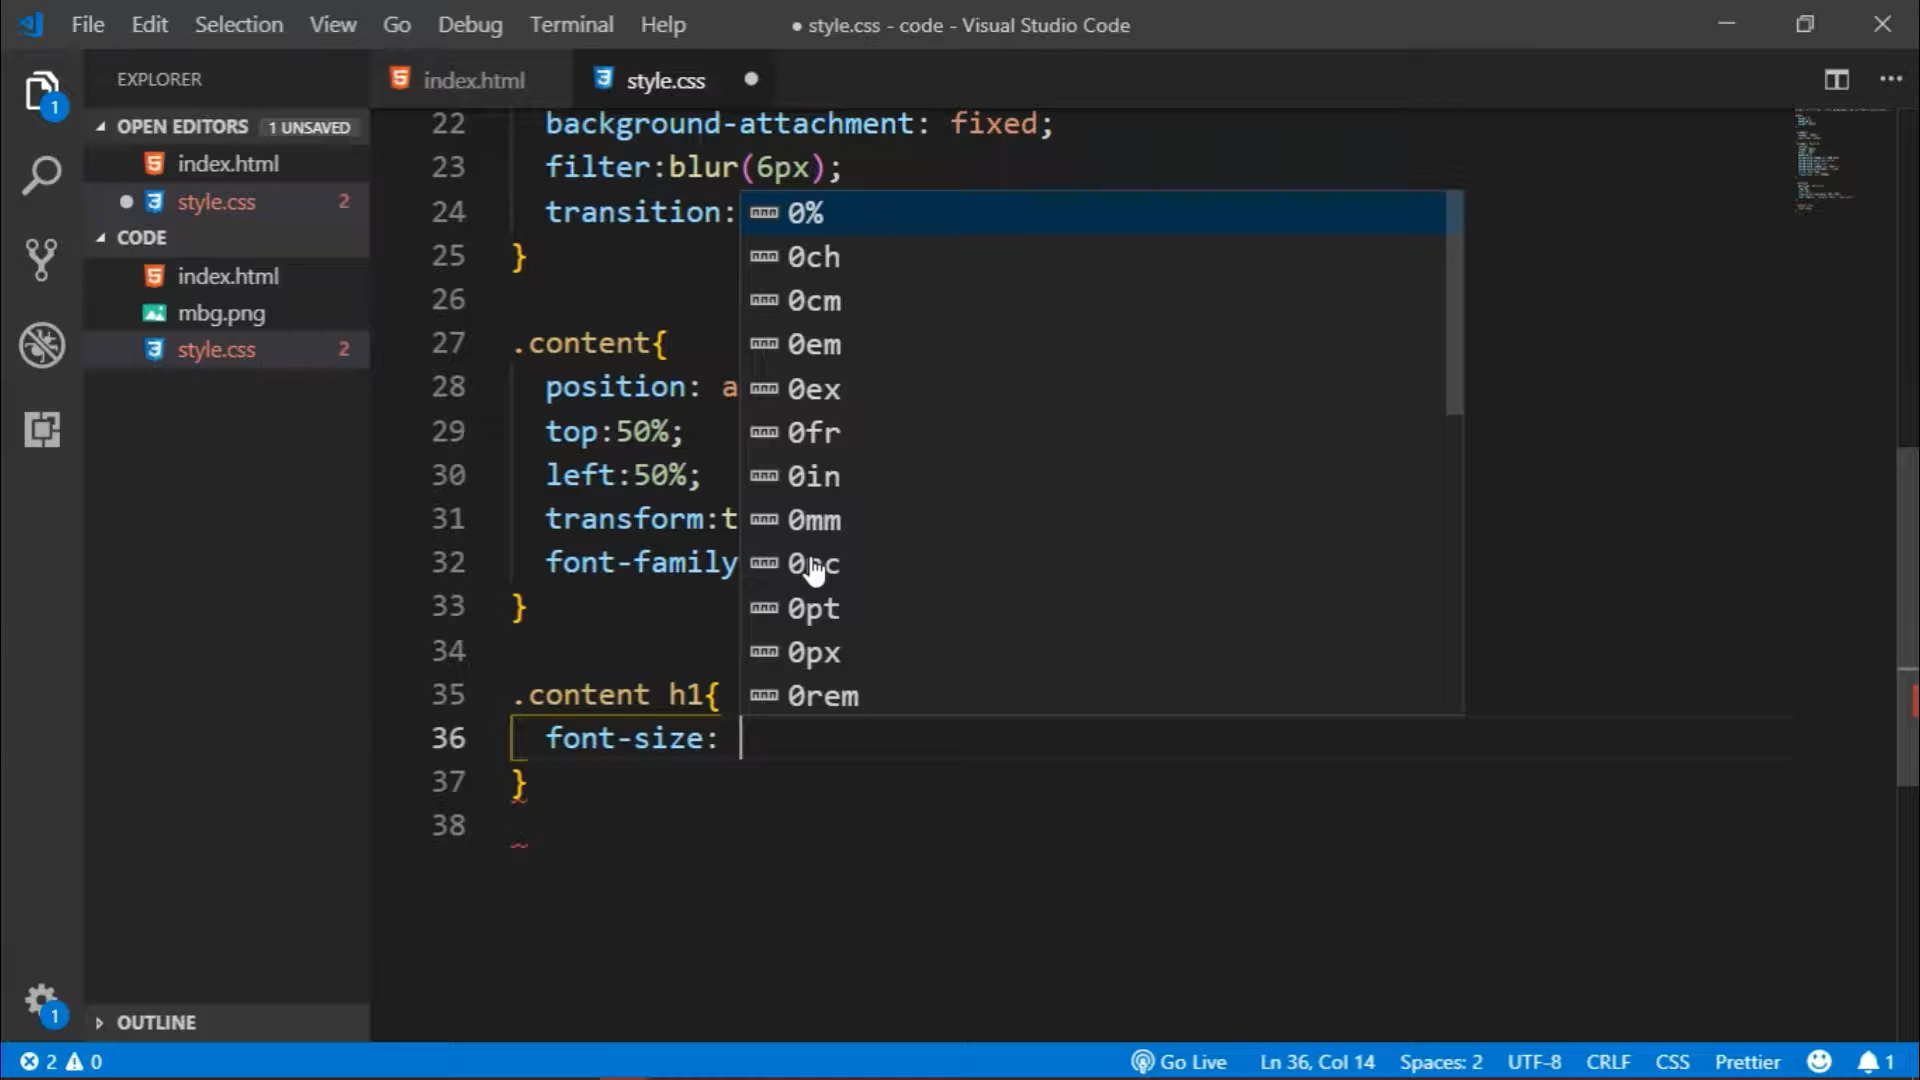 File Edit Selection View Go Debug Terminal Help ● style.css - code - Visual Studio Code
EXPLORER
OPEN EDITORS 1 UNSAVED
index.html
style.css 2
CODE
index.html
mbg.png
style.css 2
OUTLINE
index.html style.css
22 background-attachment: fixed;
23 filter:blur(6px);
24 transition:
25 }
26
27 .content{
28 position: a
29 top:50%;
30 left:50%;
31 transform:t
32 font-family
33 }
34
35 .content h1{
36 font-size:
37 }
38
0%
0ch
0cm
0em
0ex
0fr
0in
0mm
0pt
0px
0rem
1
1
2 0 Go Live Ln 36, Col 14 Spaces: 2 UTF-8 CRLF CSS Prettier 1